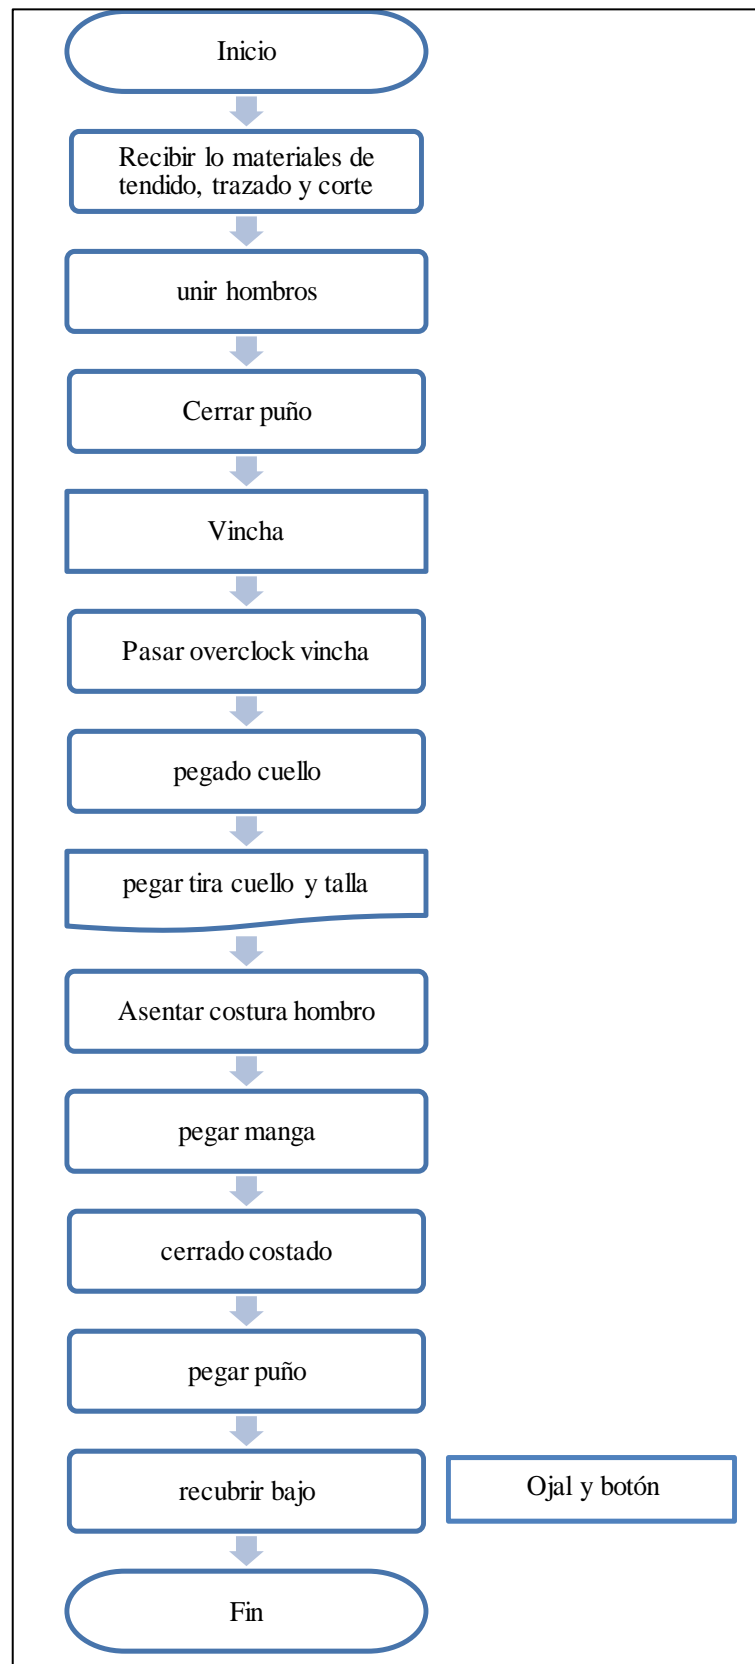 Inicio
Recibir lo materiales de
tendido, trazado y corte
unir hombros
Cerrar puño
Vincha
Pasar overclock vincha
pegado cuello
pegar tira cuello y talla
Asentar costura hombro
pegar manga
cerrado costado
pegar puño
recubrir bajo
Ojal y botón
Fin